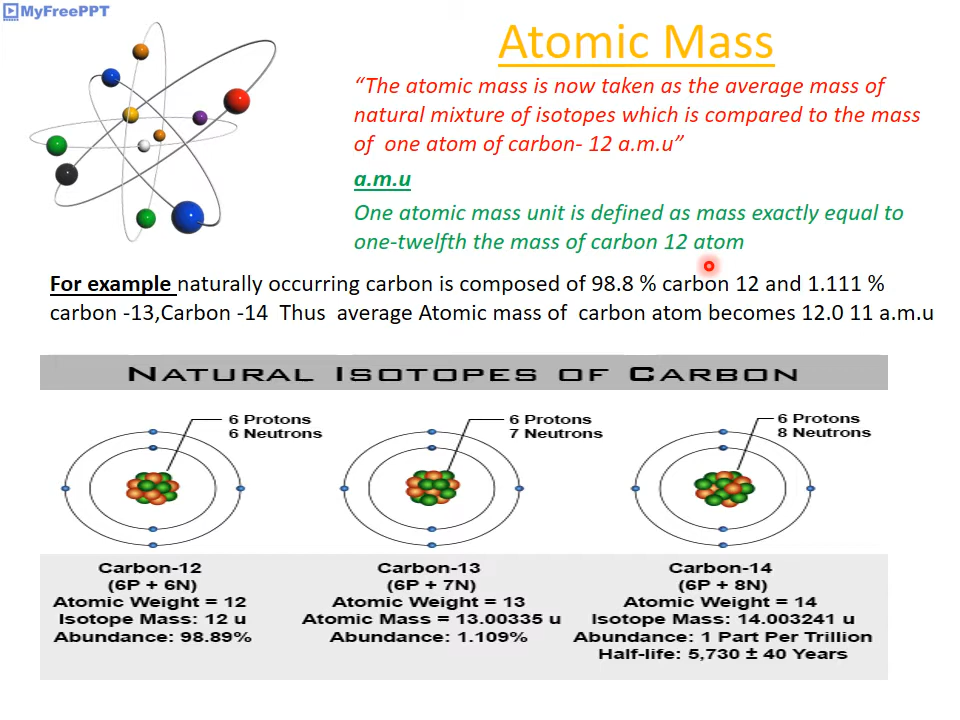 MyFreePPT
Atomic Mass
“The atomic mass is now taken as the average mass of
natural mixture of isotopes which is compared to the mass
of one atom of carbon- 12 a.m.u”
a.m.u
One atomic mass unit is defined as mass exactly equal to
one-twelfth the mass of carbon 12 atom
For example naturally occurring carbon is composed of 98.8 % carbon 12 and 1.111 %
carbon -13,Carbon -14 Thus average Atomic mass of carbon atom becomes 12.0 11 a.m.u
Natural Isotopes of Carbon
6 Protons
6 Neutrons
6 Protons
7 Neutrons
6 Protons
8 Neutrons
Carbon-12
(6P + 6N)
Atomic Weight = 12
Isotope Mass: 12 u
Abundance: 98.89%
Carbon-13
(6P + 7N)
Atomic Weight = 13
Atomic Mass = 13.00335 u
Abundance: 1.109%
Carbon-14
(6P + 8N)
Atomic Weight = 14
Isotope Mass: 14.003241 u
Abundance: 1 Part Per Trillion
Half-life: 5,730 ± 40 Years